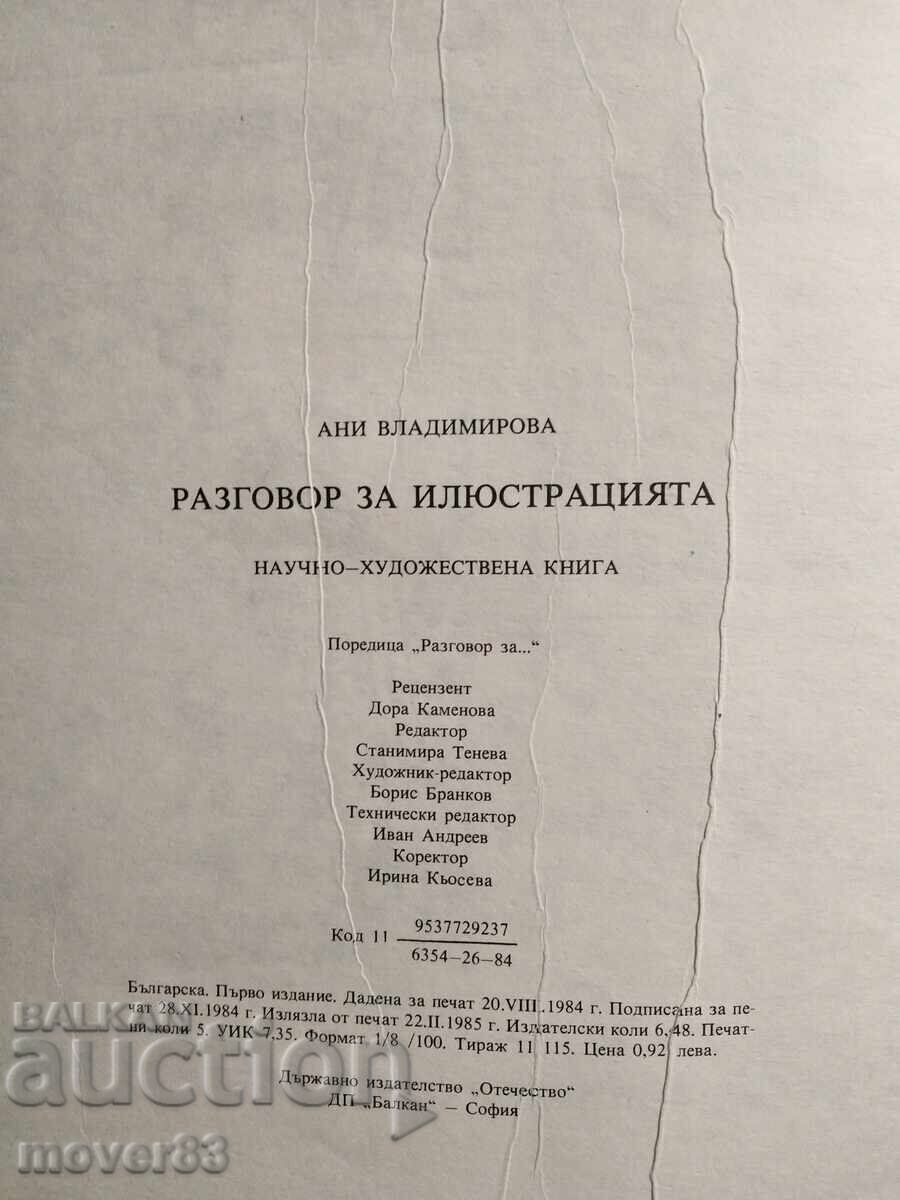 АНИ ВЛАДИМИРОВА
РАЗГОВОР ЗА ИЛЮСТРАЦИЯТА
НАУЧНО–ХУДОЖЕСТВЕНА КНИГА
Поредица „Разговор за...“
Рецензент
Дора Каменова
Редактор
Станимира Тенева
Художник-редактор
Борис Бранков
Технически редактор
Иван Андреев
Коректор
Ирина Кьосева
Код 11 9537729237
6354–26–84
Българска. Първо издание. Дадена за печат 20.VIII.1984 г. Подписана за пе-
чат 28.XI.1984 г. Излязла от печат 22.II.1985 г. Издателски коли 6,48. Печат-
ни коли 5. УИК 7,35. Формат 1/8 /100. Тираж 11 115. Цена 0,92 лева.
Държавно издателство „Отечество“
ДП „Балкан“ – София
BALKAN
auction
mover83